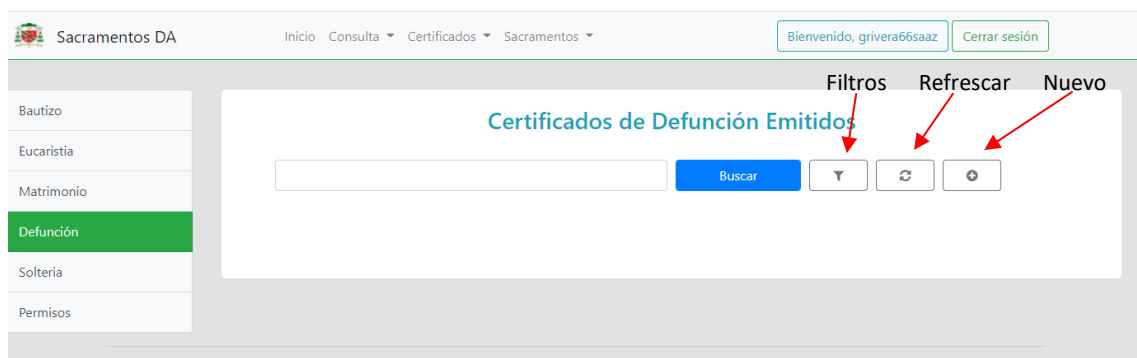 Sacramentos DA Inicio Consulta Certificados Sacramentos Bienvenido, grivera66saaz Cerrar sesión
Filtros Refrescar Nuevo
Bautizo
Certificados de Defunción Emitidos
Eucaristia
Buscar
Matrimonio
Defunción
Solteria
Permisos